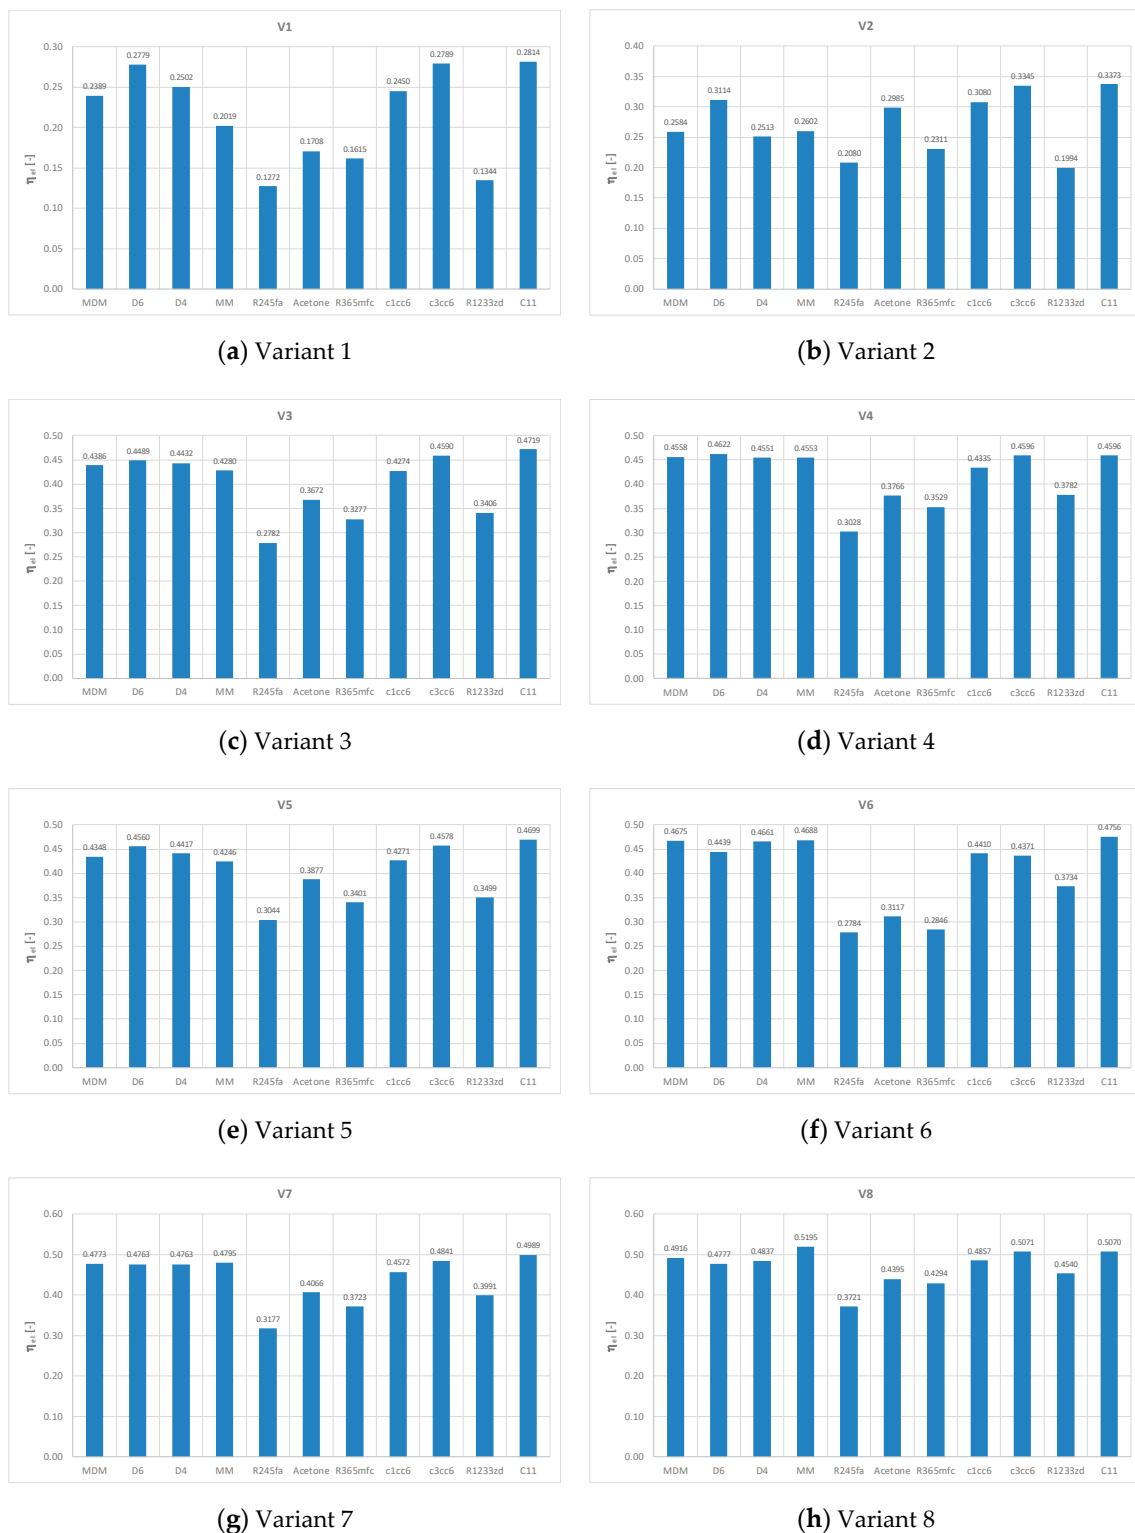 V1
0.30
0.25
0.20
0.15
0.10
0.05
0.00
η el [-]
0.2389 0.2779 0.2502 0.2019 0.1272 0.1708 0.1615 0.2450 0.2789 0.1344 0.2814
MDM D6 D4 MM R245fa Acetone R365mfc c1cc6 c3cc6 R1233zd C11
(a) Variant 1
V2
0.40
0.35
0.30
0.25
0.20
0.15
0.10
0.05
0.00
η el [-]
0.2584 0.3114 0.2513 0.2602 0.2080 0.2985 0.2311 0.3080 0.3345 0.1994 0.3373
MDM D6 D4 MM R245fa Acetone R365mfc c1cc6 c3cc6 R1233zd C11
(b) Variant 2
V3
0.50
0.45
0.40
0.35
0.30
0.25
0.20
0.15
0.10
0.05
0.00
η el [-]
0.4386 0.4489 0.4432 0.4280 0.2782 0.3672 0.3277 0.4274 0.4590 0.3406 0.4719
MDM D6 D4 MM R245fa Acetone R365mfc c1cc6 c3cc6 R1233zd C11
(c) Variant 3
V4
0.50
0.45
0.40
0.35
0.30
0.25
0.20
0.15
0.10
0.05
0.00
η el [-]
0.4558 0.4622 0.4551 0.4553 0.3028 0.3766 0.3529 0.4335 0.4596 0.3782 0.4596
MDM D6 D4 MM R245fa Acetone R365mfc c1cc6 c3cc6 R1233zd C11
(d) Variant 4
V5
0.50
0.45
0.40
0.35
0.30
0.25
0.20
0.15
0.10
0.05
0.00
η el [-]
0.4348 0.4560 0.4417 0.4246 0.3044 0.3877 0.3401 0.4271 0.4578 0.3499 0.4699
MDM D6 D4 MM R245fa Acetone R365mfc c1cc6 c3cc6 R1233zd C11
(e) Variant 5
V6
0.50
0.45
0.40
0.35
0.30
0.25
0.20
0.15
0.10
0.05
0.00
η el [-]
0.4675 0.4439 0.4661 0.4688 0.2784 0.3117 0.2846 0.4410 0.4371 0.3734 0.4756
MDM D6 D4 MM R245fa Acetone R365mfc c1cc6 c3cc6 R1233zd C11
(f) Variant 6
V7
0.60
0.50
0.40
0.30
0.20
0.10
0.00
η el [-]
0.4773 0.4763 0.4763 0.4795 0.3177 0.4066 0.3723 0.4572 0.4841 0.3991 0.4989
MDM D6 D4 MM R245fa Acetone R365mfc c1cc6 c3cc6 R1233zd C11
(g) Variant 7
V8
0.60
0.50
0.40
0.30
0.20
0.10
0.00
η el [-]
0.4916 0.4777 0.4837 0.5195 0.3721 0.4395 0.4294 0.4857 0.5071 0.4540 0.5070
MDM D6 D4 MM R245fa Acetone R365mfc c1cc6 c3cc6 R1233zd C11
(h) Variant 8